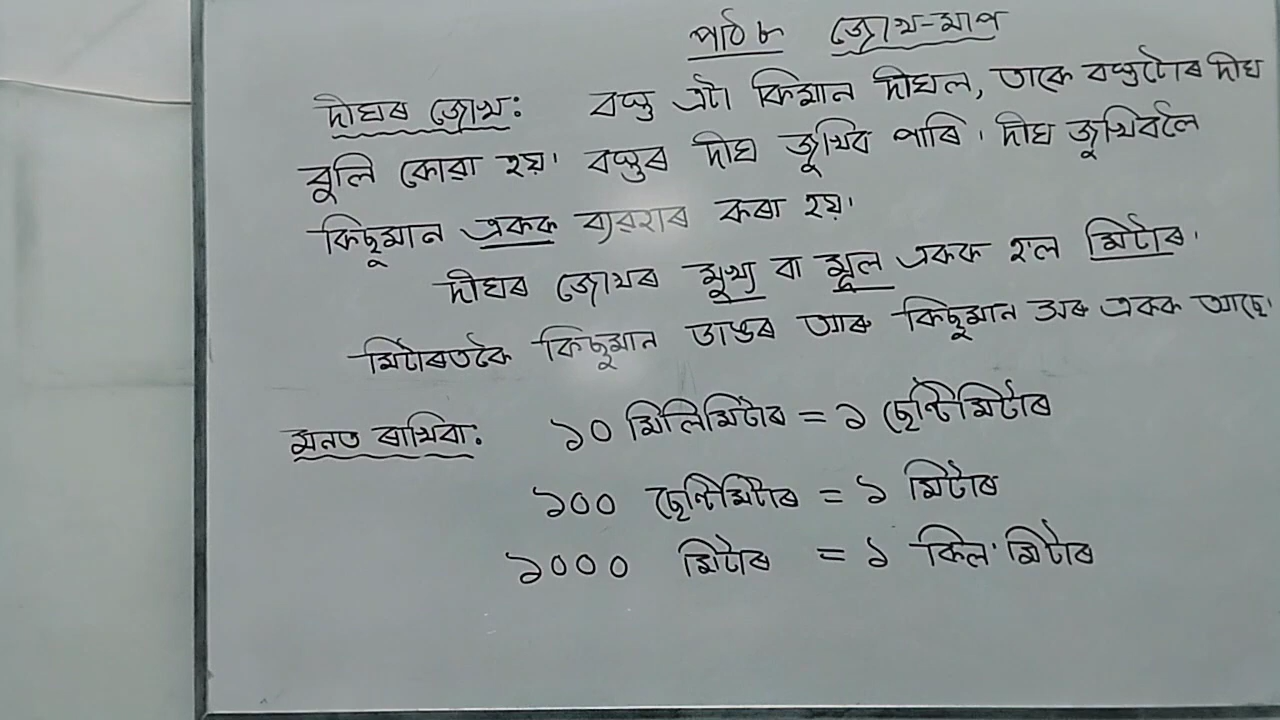 পাঠ ৮ জোখ-মাপ
দীঘৰ জোখ: বস্তু এটা কিমান দীঘল, তাকে বস্তুটোৰ দীঘ
বুলি কোৱা হয়। বস্তুৰ দীঘ জুখিব পাৰি। দীঘ জুখিবলৈ
কিছুমান একক ব্যৱহাৰ কৰা হয়।
দীঘৰ জোখৰ মুখ্য বা মূল একক হ'ল মিটাৰ।
মিটাৰতকৈ কিছুমান ডাঙৰ আৰু কিছুমান সৰু একক আছে।
মনত ৰাখিবা: ১০ মিলিমিটাৰ = ১ ছেণ্টিমিটাৰ
১০০ ছেণ্টিমিটাৰ = ১ মিটাৰ
১০০০ মিটাৰ = ১ কিল'মিটাৰ